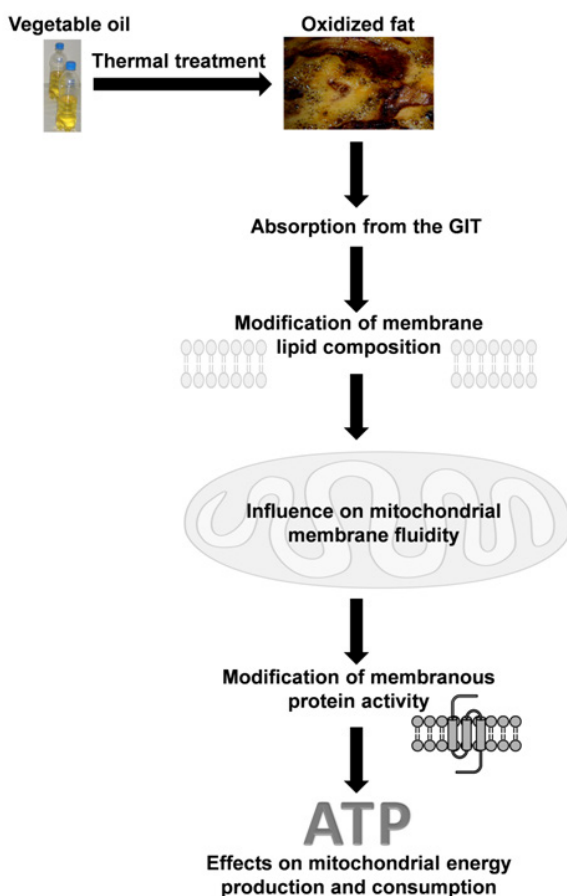 Vegetable oil
Oxidized fat
Thermal treatment
Absorption from the GIT
Modification of membrane
lipid composition
Influence on mitochondrial
membrane fluidity
Modification of membranous
protein activity
ATP
Effects on mitochondrial energy
production and consumption